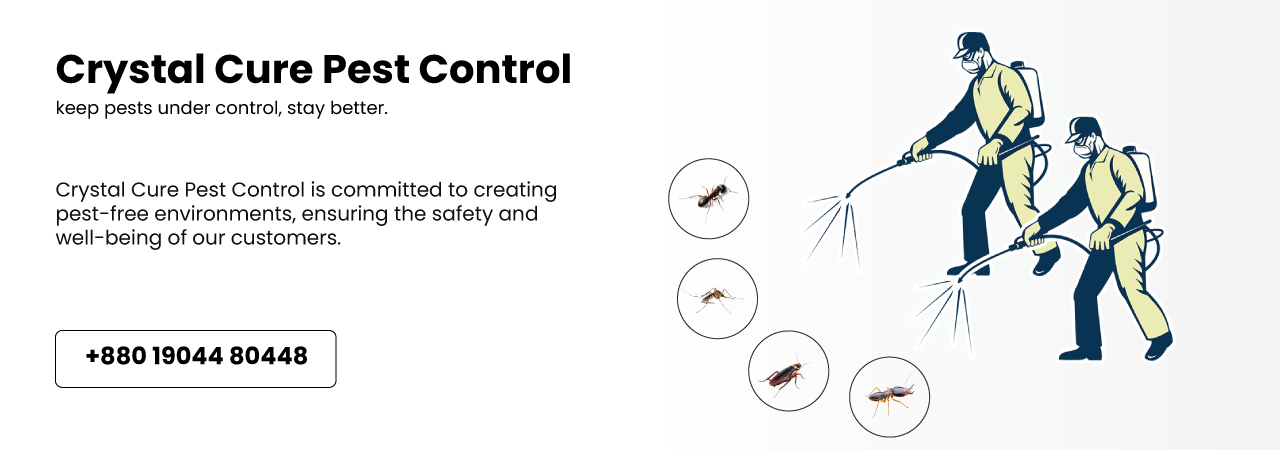 Crystal Cure Pest Control
keep pests under control, stay better.
Crystal Cure Pest Control is committed to creating
pest-free environments, ensuring the safety and
well-being of our customers.
+880 19044 80448